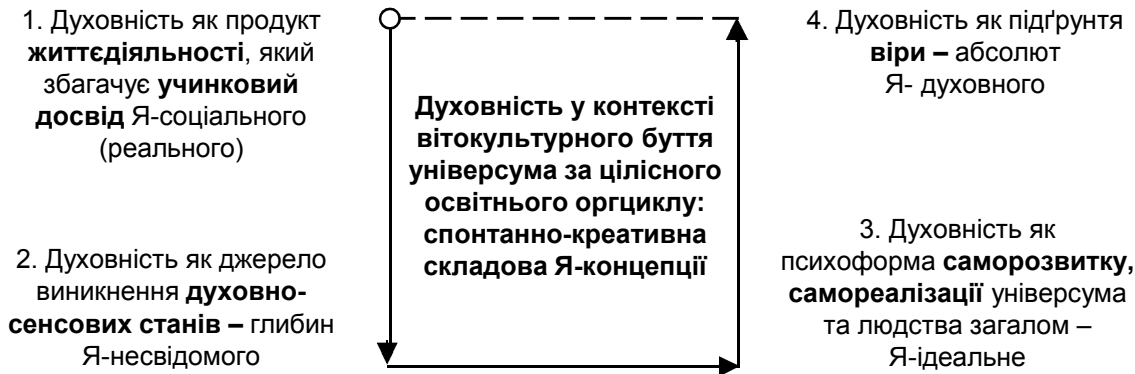 1. Духовність як продукт
життєдіяльності, який
збагачує учинковий
досвід Я-соціального
(реального)
2. Духовність як джерело
виникнення духовно-
сенсових станів – глибин
Я-несвідомого
Духовність у контексті
вітокультурного буття
універсума за цілісного
освітнього оргциклу:
спонтанно-креативна
складова Я-концепції
4. Духовність як підґрунтя
віри – абсолют
Я- духовного
3. Духовність як
психоформа саморозвитку,
самореалізації універсума
та людства загалом –
Я-ідеальне